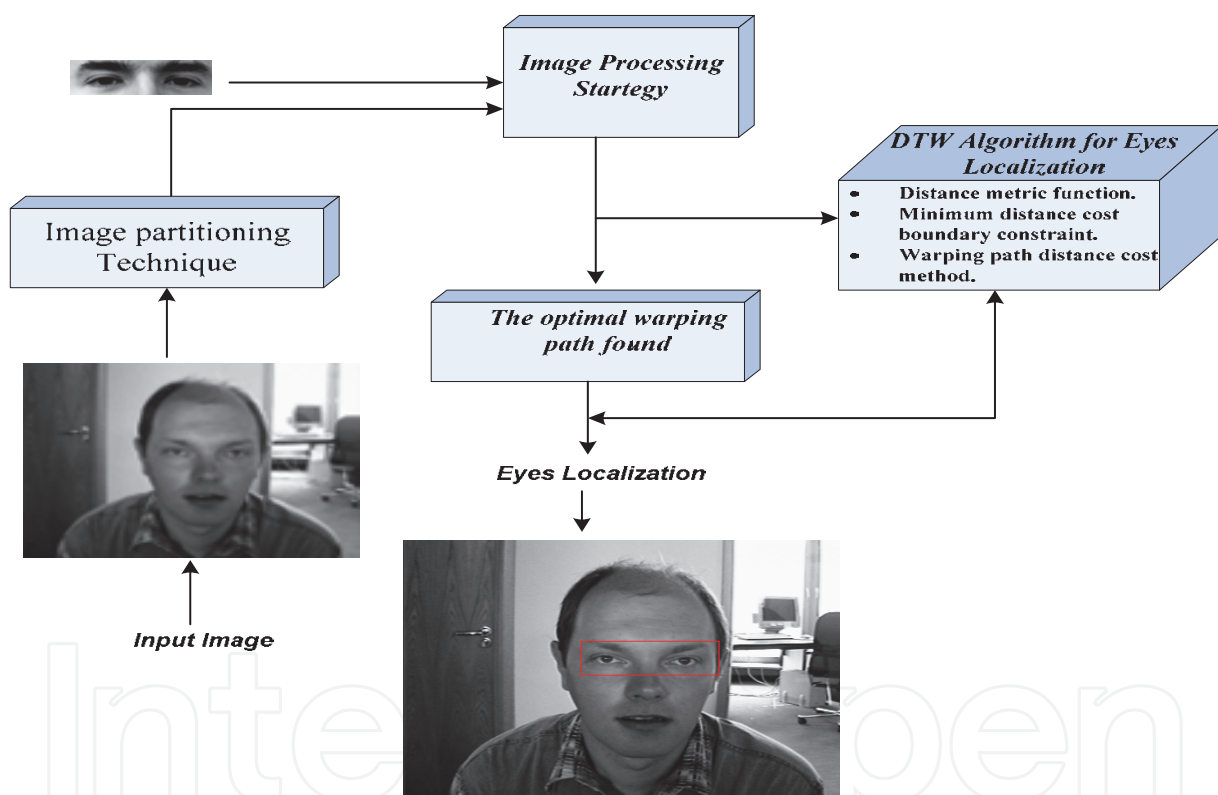 Image Processing
Startegy
DTW Algorithm for Eyes
Localization
• Distance metric function.
• Minimum distance cost
boundary constraint.
• Warping path distance cost
method.
Image partitioning
Technique
The optimal warping
path found
Eyes Localization
Input Image